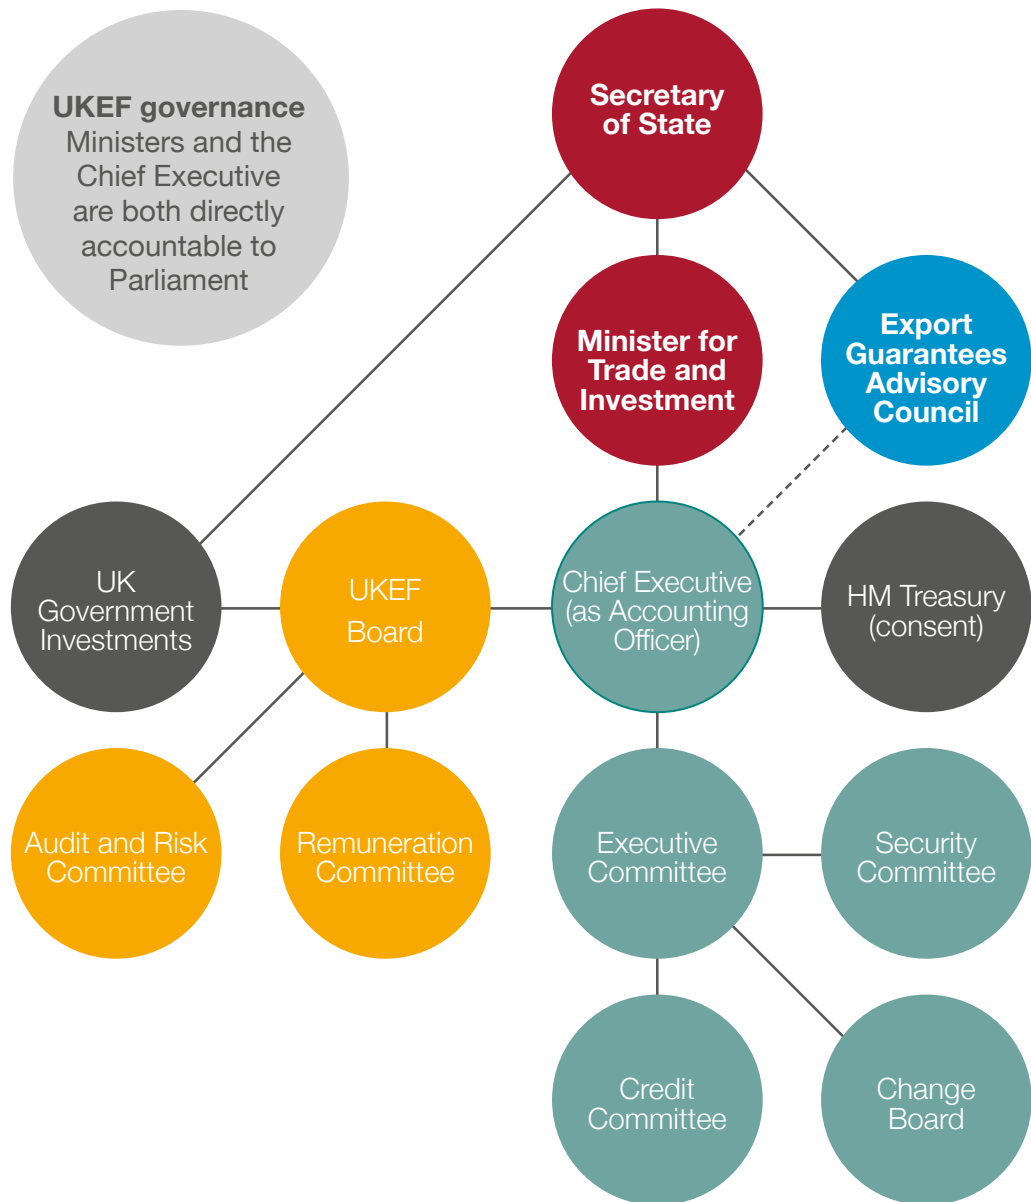 UKEF governance
Ministers and the
Chief Executive
are both directly
accountable to
Parliament
Secretary
of State
Minister for
Trade and
Investment
Export
Guarantees
Advisory
Council
UK
Government
Investments
UKEF
Board
Chief Executive
(as Accounting
Officer)
HM Treasury
(consent)
Audit and Risk
Committee
Remuneration
Committee
Executive
Committee
Security
Committee
Credit
Committee
Change
Board